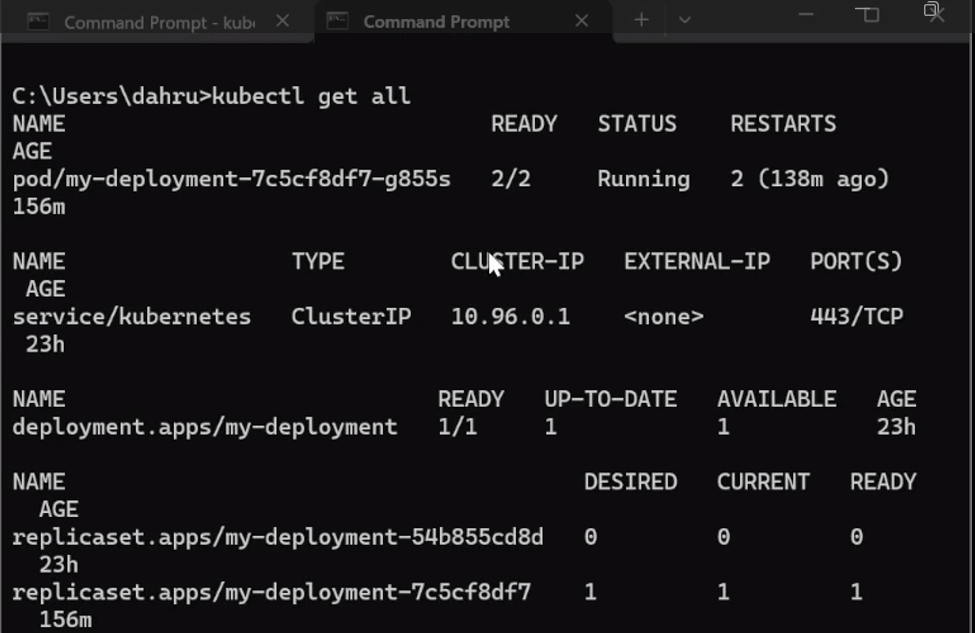 Command Prompt - kub
Command Prompt
C:\Users\dahru>kubectl get all
NAME READY STATUS RESTARTS
AGE
pod/my-deployment-7c5cf8df7-g855s 2/2 Running 2 (138m ago)
156m
NAME TYPE CLUSTER-IP EXTERNAL-IP PORT(S)
AGE
service/kubernetes ClusterIP 10.96.0.1 <none> 443/TCP
23h
NAME READY UP-TO-DATE AVAILABLE AGE
deployment.apps/my-deployment 1/1 1 1 23h
NAME DESIRED CURRENT READY
AGE
replicaset.apps/my-deployment-54b855cd8d 0 0 0
23h
replicaset.apps/my-deployment-7c5cf8df7 1 1 1
156m